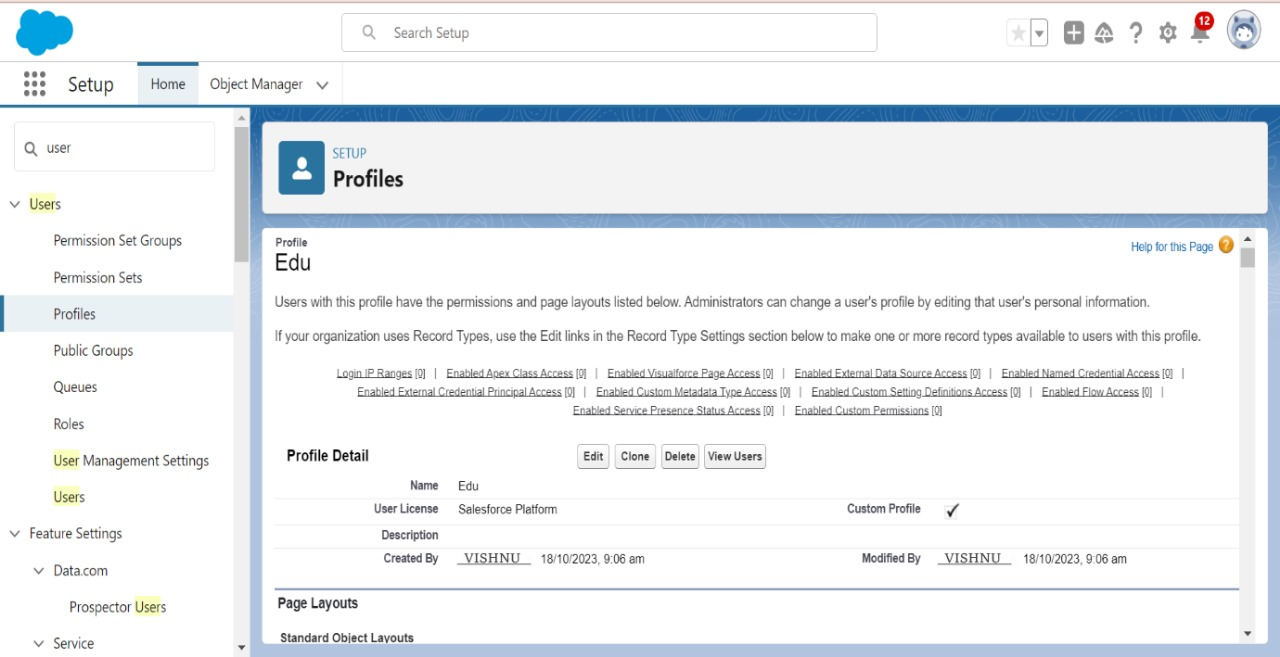 Search Setup
12
Setup
Home
Object Manager
user
Users
Permission Set Groups
Permission Sets
Profiles
Public Groups
Queues
Roles
User Management Settings
Users
Feature Settings
Data.com
Prospector Users
Service
SETUP
Profiles
Profile
Edu
Help for this Page ?
Users with this profile have the permissions and page layouts listed below. Administrators can change a user's profile by editing that user's personal information.
If your organization uses Record Types, use the Edit links in the Record Type Settings section below to make one or more record types available to users with this profile.
Login IP Ranges [0] | Enabled Apex Class Access [0] | Enabled Visualforce Page Access [0] | Enabled External Data Source Access [0] | Enabled Named Credential Access [0] |
Enabled External Credential Principal Access [0] | Enabled Custom Metadata Type Access [0] | Enabled Custom Setting Definitions Access [0] | Enabled Flow Access [0] |
Enabled Service Presence Status Access [0] | Enabled Custom Permissions [0]
Profile Detail Edit Clone Delete View Users
Name Edu
User License Salesforce Platform Custom Profile
Description
Created By VISHNU 18/10/2023, 9:06 am Modified By VISHNU 18/10/2023, 9:06 am
Page Layouts
Standard Object Layouts